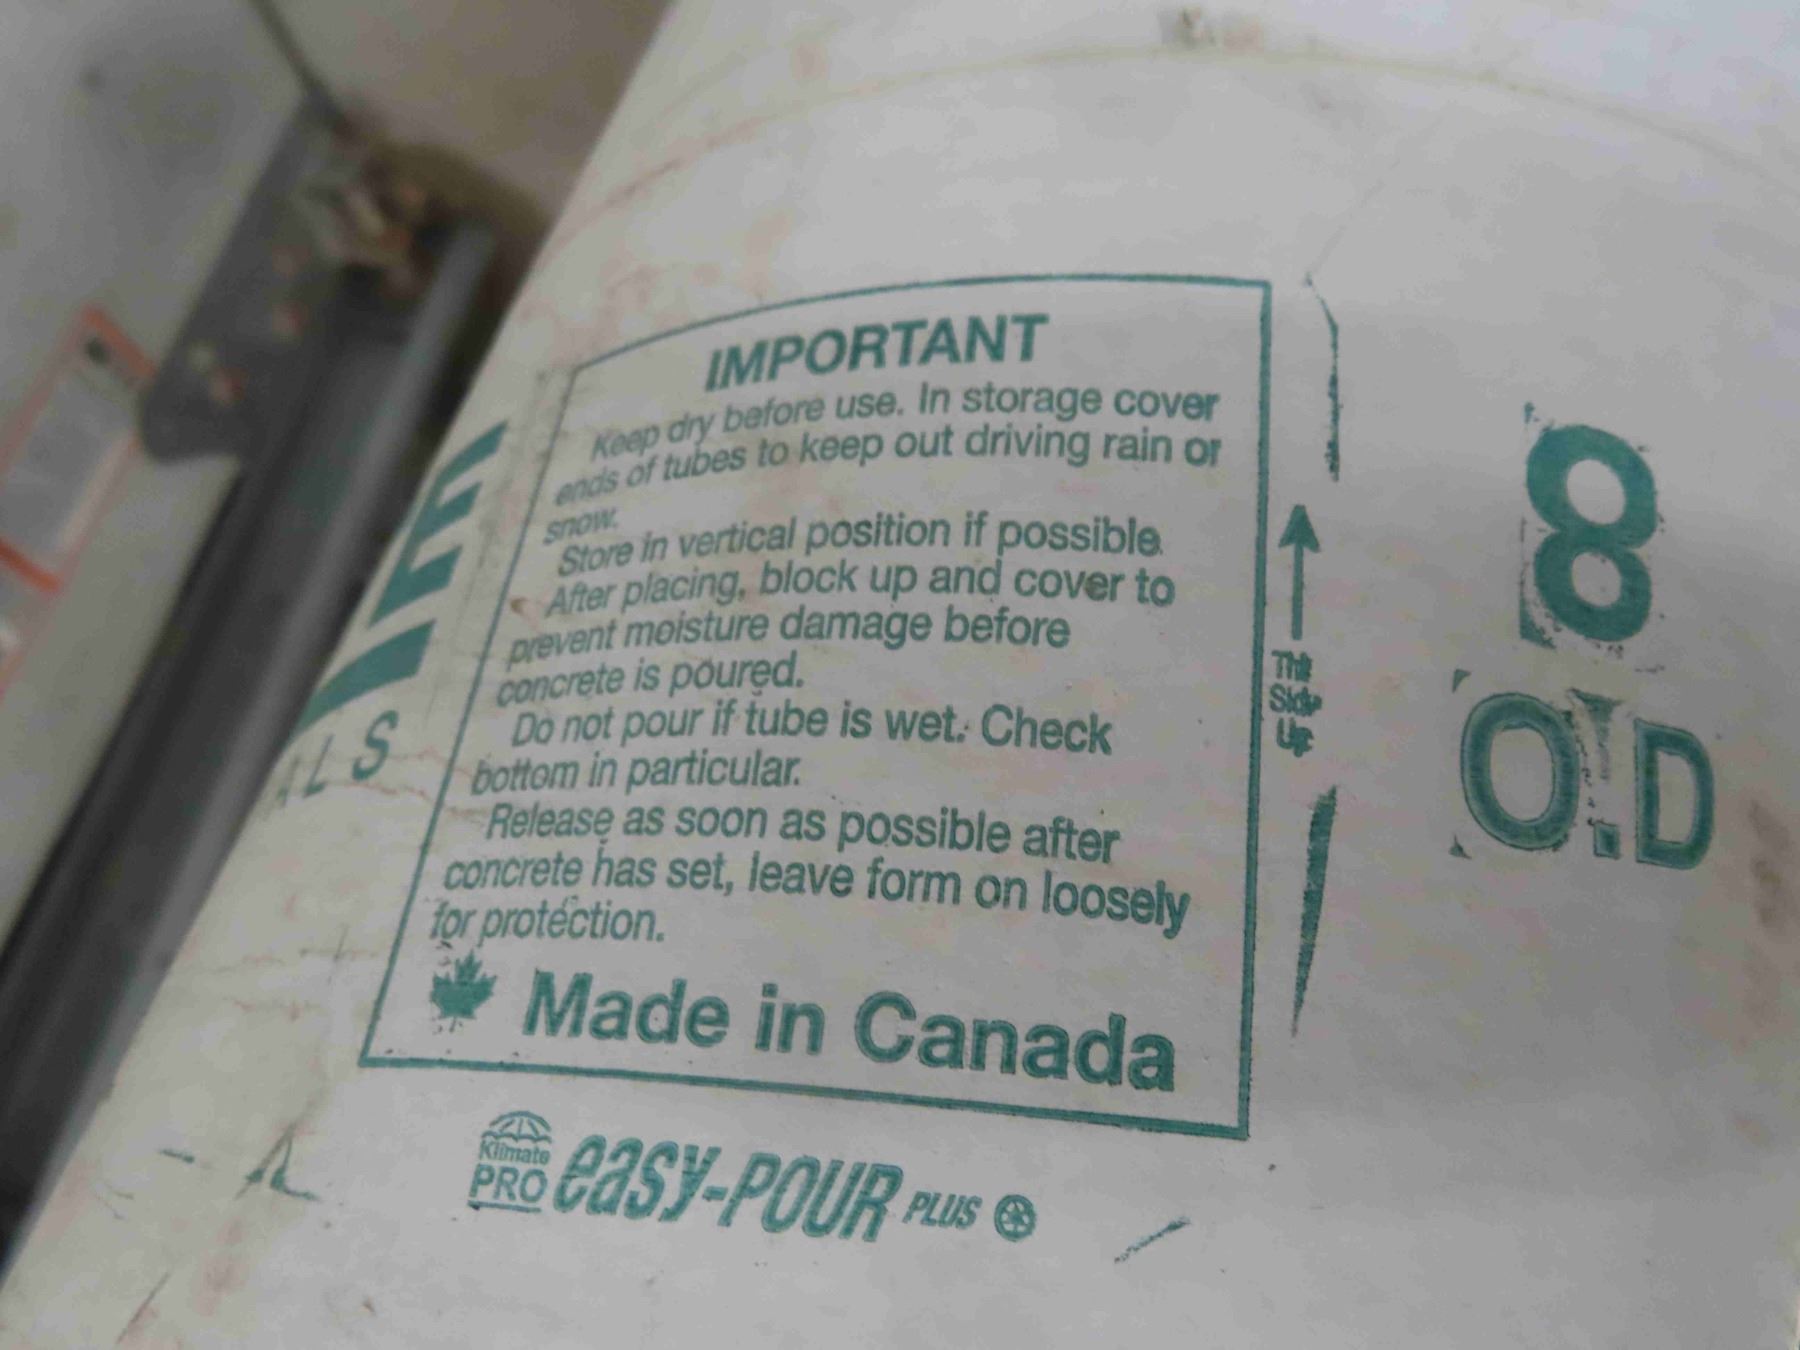 IMPORTANT
Keep dry before use. In storage cover
ends of tubes to keep out driving rain or
snow.
Store in vertical position if possible.
After placing, block up and cover to
prevent moisture damage before
concrete is poured.
Do not pour if tube is wet. Check
bottom in particular.
Release as soon as possible after
concrete has set, leave form on loosely
for protection.
Made in Canada
This
Side
Up
8
O.D
E
ALS
Klimate
PRO easy-POUR PLUS